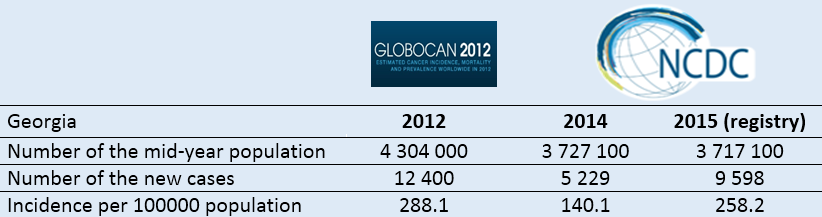 GLOBOCAN 2012
ESTIMATED CANCER INCIDENCE, MORTALITY
AND PREVALENCE WORLDWIDE IN 2012
NCDC
Georgia 2012 2014 2015 (registry)
Number of the mid-year population 4 304 000 3 727 100 3 717 100
Number of the new cases 12 400 5 229 9 598
Incidence per 100000 population 288.1 140.1 258.2